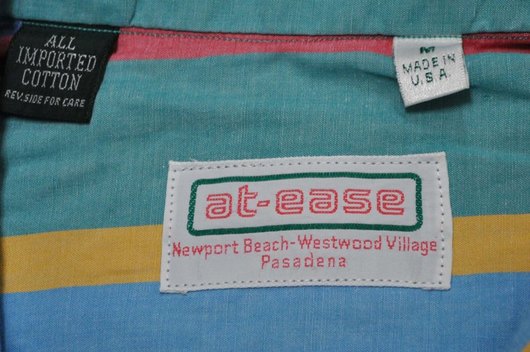 ALL
IMPORTED
COTTON
REV. SIDE FOR CARE
M
MADE IN
U.S.A.
at-ease
Newport Beach-Westwood Village
Pasadena